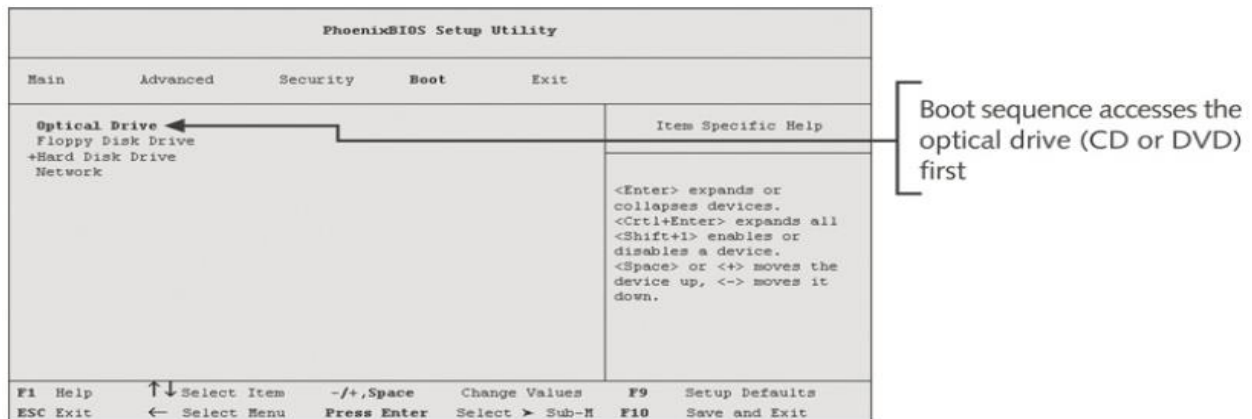 PhoenixBIOS Setup Utility
Main Advanced Security Boot Exit
Optical Drive
Floppy Disk Drive
+Hard Disk Drive
Network
Item Specific Help
<Enter> expands or
collapses devices.
<Crtl+Enter> expands all
<Shift+1> enables or
disables a device.
<Space> or <+> moves the
device up, <-> moves it
down.
F1 Help ↑↓ Select Item -/+,Space Change Values F9 Setup Defaults
ESC Exit ← Select Menu Press Enter Select ➤ Sub-M F10 Save and Exit
Boot sequence accesses the
optical drive (CD or DVD)
first